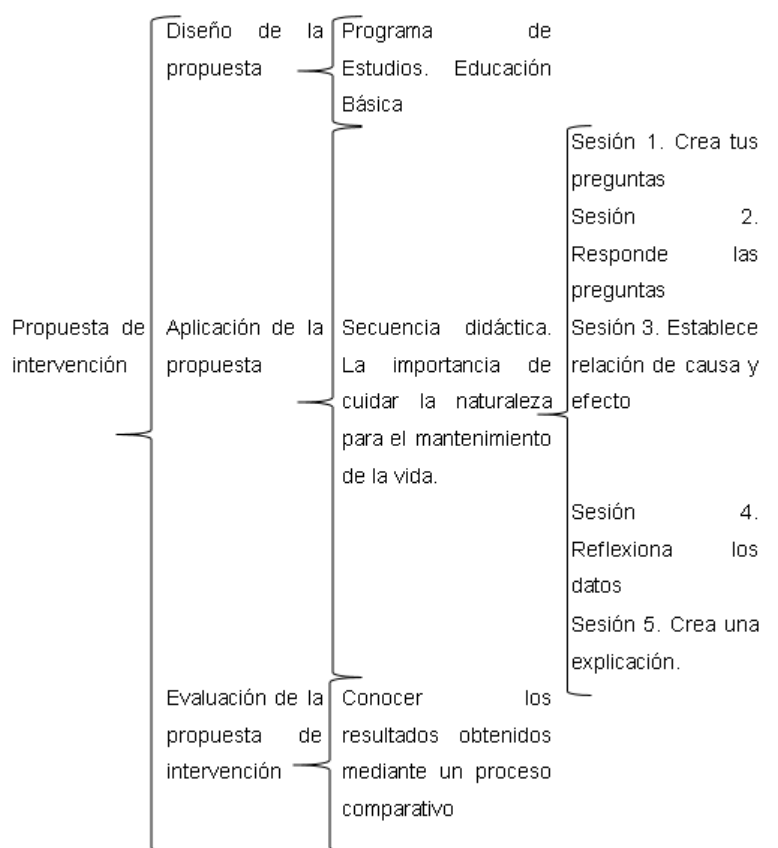 Propuesta de
intervención
Diseño de la
propuesta
Programa de
Estudios. Educación
Básica
Aplicación de la
propuesta
Secuencia didáctica.
La importancia de
cuidar la naturaleza
para el mantenimiento
de la vida.
Sesión 1. Crea tus
preguntas
Sesión 2.
Responde las
preguntas
Sesión 3. Establece
relación de causa y
efecto
Sesión 4.
Reflexiona los
datos
Sesión 5. Crea una
explicación.
Evaluación de la
propuesta de
intervención
Conocer los
resultados obtenidos
mediante un proceso
comparativo